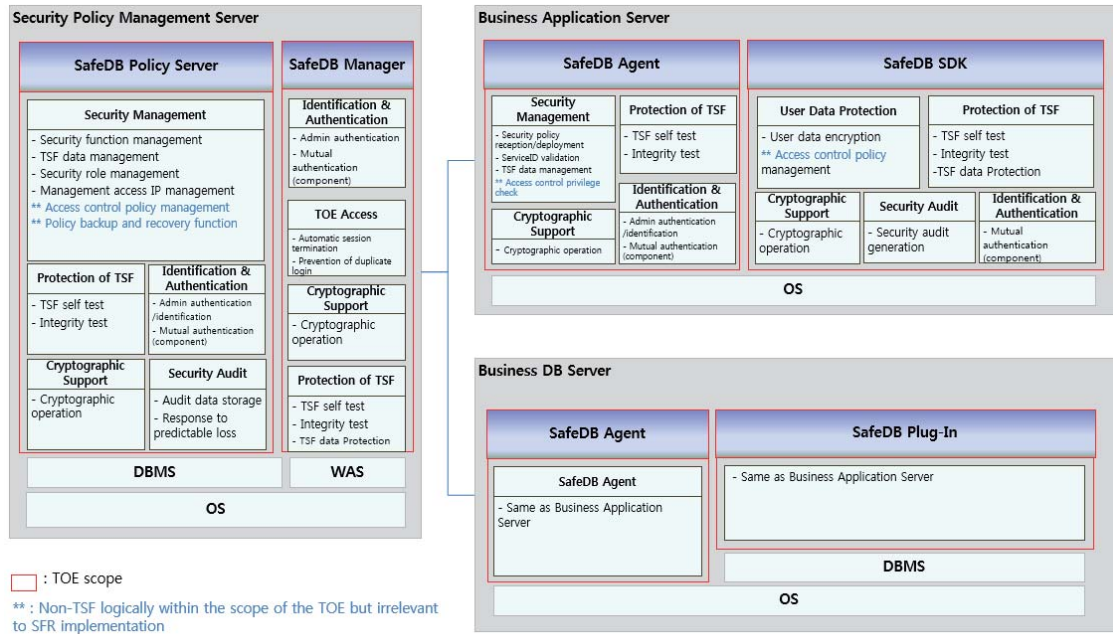 Security Policy Management Server
SafeDB Policy Server
Security Management
- Security function management
- TSF data management
- Security role management
- Management access IP management
** Access control policy management
** Policy backup and recovery function
Protection of TSF
- TSF self test
- Integrity test
Identification &
Authentication
- Admin authentication
/identification
- Mutual authentication
(component)
Cryptographic
Support
- Cryptographic
operation
Security Audit
- Audit data storage
- Response to
predictable loss
SafeDB Manager
Identification &
Authentication
- Admin authentication
- Mutual
authentication
(component)
TOE Access
- Automatic session
termination
- Prevention of duplicate
login
Cryptographic
Support
- Cryptographic
operation
Protection of TSF
- TSF self test
- Integrity test
- TSF data Protection
DBMS
WAS
OS
Business Application Server
SafeDB Agent
Security
Management
- Security policy
reception/deployment
- ServiceID validation
- TSF data management
** Access control privilege
check
Protection of TSF
- TSF self test
- Integrity test
Cryptographic
Support
- Cryptographic operation
Identification &
Authentication
- Admin authentication
/identification
- Mutual authentication
(component)
SafeDB SDK
User Data Protection
- User data encryption
** Access control policy
management
Protection of TSF
- TSF self test
- Integrity test
-TSF data Protection
Cryptographic
Support
- Cryptographic
operation
Security Audit
- Security audit
generation
Identification &
Authentication
- Mutual
authentication
(component)
OS
Business DB Server
SafeDB Agent
SafeDB Agent
- Same as Business Application
Server
SafeDB Plug-In
- Same as Business Application Server
DBMS
OS
: TOE scope
** : Non-TSF logically within the scope of the TOE but irrelevant
to SFR implementation